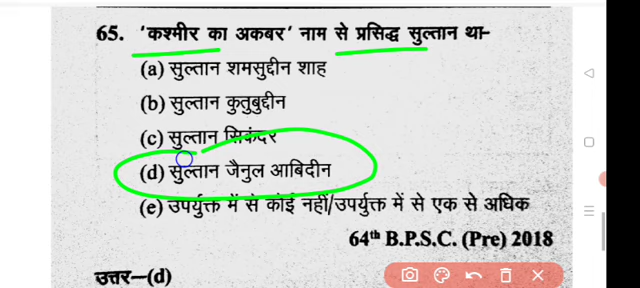 65. 'कश्मीर का अकबर' नाम से प्रसिद्ध सुल्तान था-
(a) सुल्तान शमसुद्दीन शाह
(b) सुल्तान कुतुबुद्दीन
(c) सुल्तान सिकंदर
(d) सुल्तान जैनुल आबिदीन
(e) उपर्युक्त में से कोई नहीं/उपर्युक्त में से एक से अधिक
64th B.P.S.C. (Pre) 2018
उत्तर-(d)